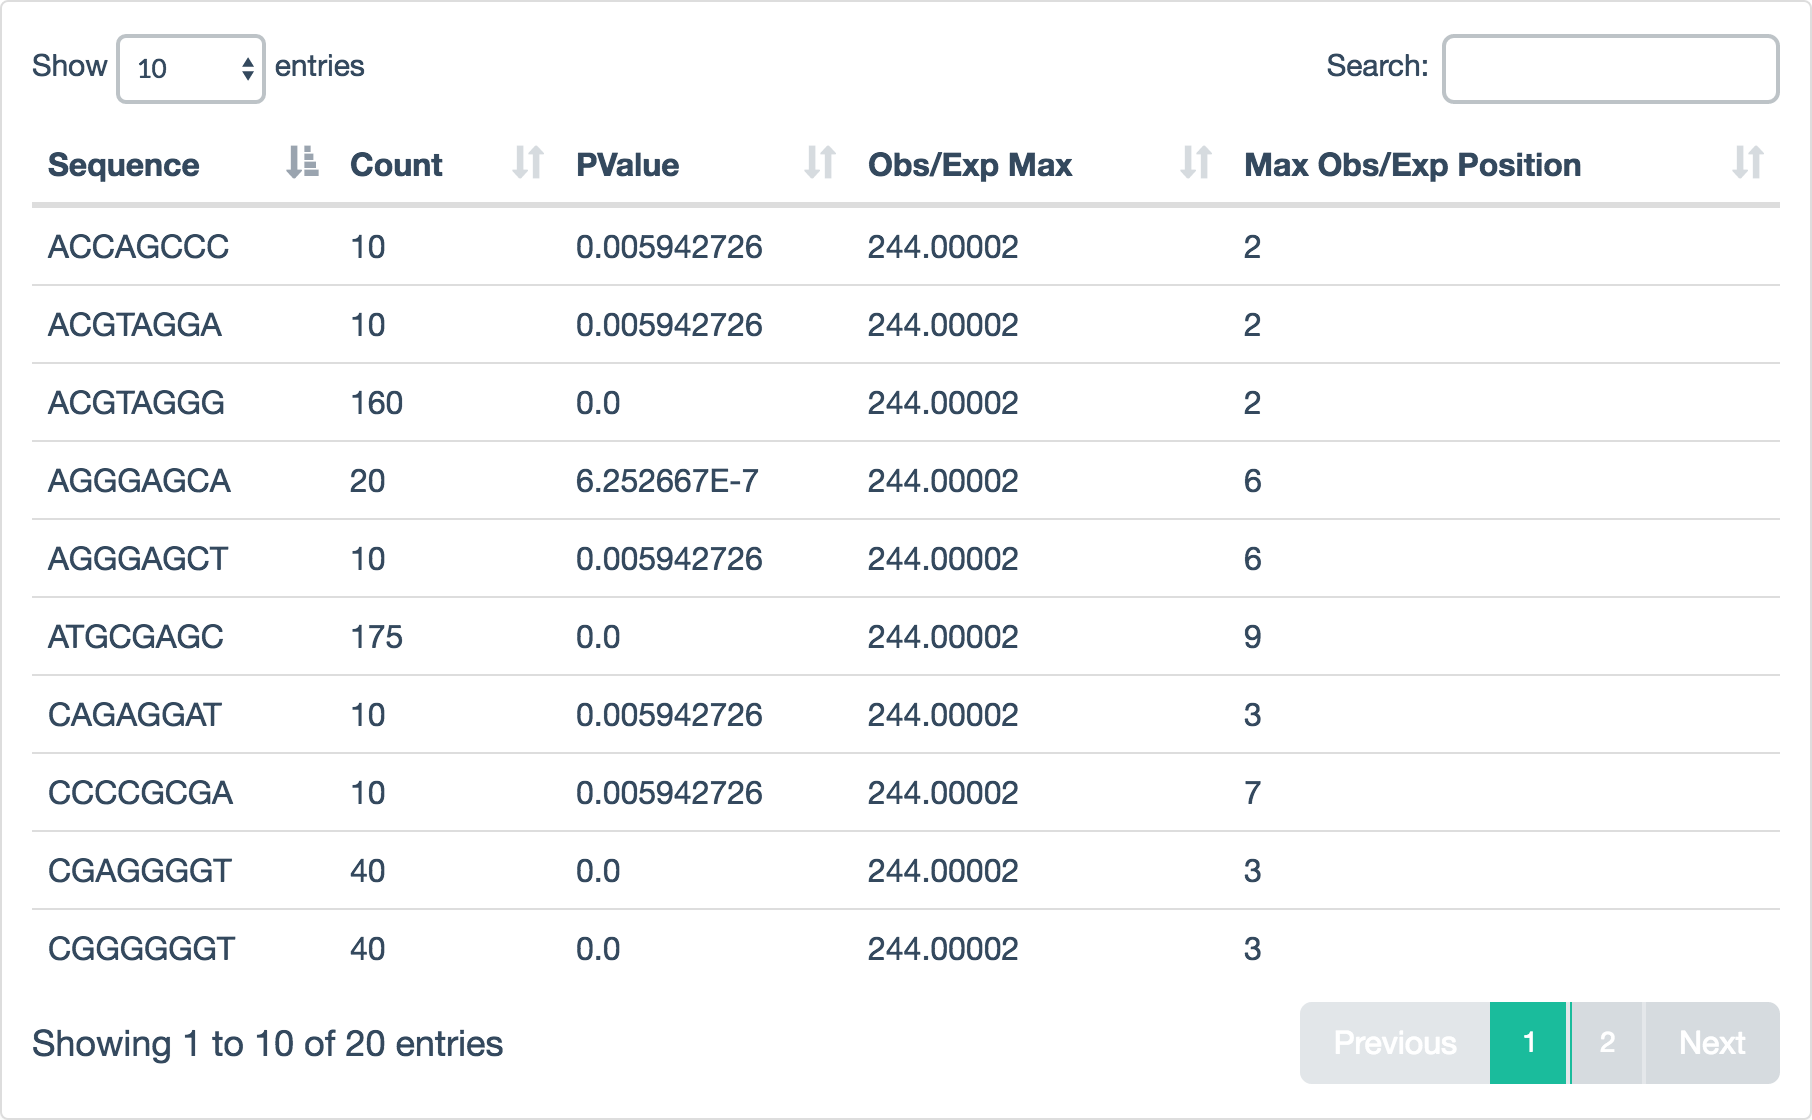 Show 10 entries Search:
Sequence Count PValue Obs/Exp Max Max Obs/Exp Position
ACCAGCCC 10 0.005942726 244.00002 2
ACGTAGGA 10 0.005942726 244.00002 2
ACGTAGGG 160 0.0 244.00002 2
AGGGAGCA 20 6.252667E-7 244.00002 6
AGGGAGCT 10 0.005942726 244.00002 6
ATGCGAGC 175 0.0 244.00002 9
CAGAGGAT 10 0.005942726 244.00002 3
CCCCGCGA 10 0.005942726 244.00002 7
CGAGGGGT 40 0.0 244.00002 3
CGGGGGGT 40 0.0 244.00002 3
Showing 1 to 10 of 20 entries Previous 1 2 Next